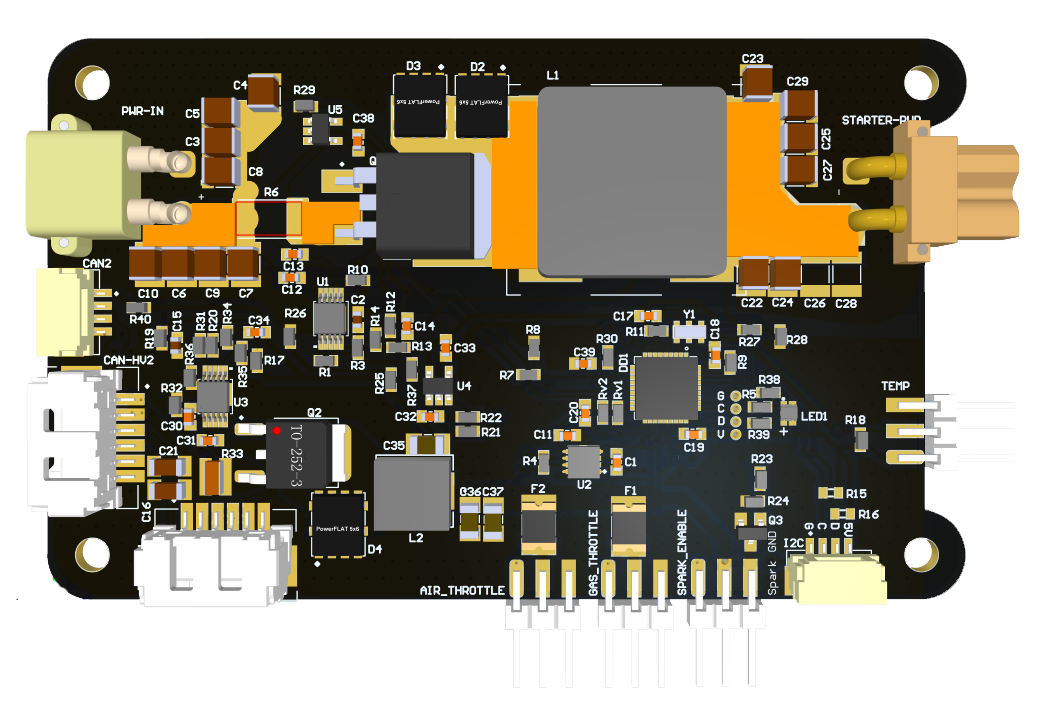 C23
D3
D2
L1
C4
C29
R29
U5
PWR-IN
C5
C38
STARTER-PWR
PowerFLAT 5x6
PowerFLAT 5x6
C3
C25
C27
Q
C8
+
-
R6
CAN2
C13
C10
C6
C9
C7
C12
R10
C22
C24
C26
C28
U1
R40
C2
R12
C17
Y1
R19
C15
R31
R20
R34
C34
R26
R14
C14
R8
R11
C18
R27
R28
CAN-HV2
R36
R35
R17
R1
R3
R13
C33
C39
R30
DD1
R9
R32
U3
R25
R37
U4
R7
Rv2
Rv1
R38
TEMP
G
R5
C30
C32
R22
C20
C
LED1
C31
Q2
R21
C11
D
R39
R18
V
+
C19
C21
R33
TO-252-3
C35
R4
U2
C1
R23
C16
C36
C37
F2
F1
R24
R15
PowerFLAT 5x6
D4
L2
Q3
R16
GAS_THROTTLE
SPARK_ENABLE
Spark GND
I2C
G
C
D
5V
AIR_THROTTLE